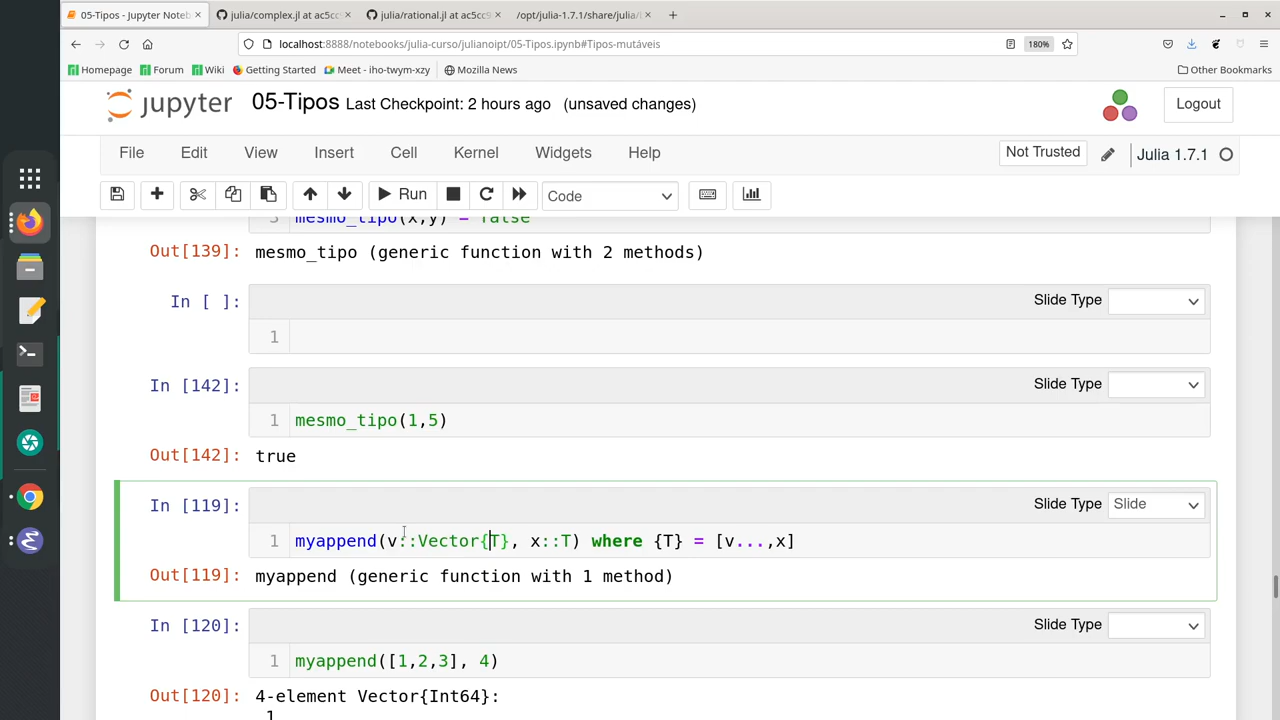 05-Tipos - Jupyter Noteb
julia/complex.jl at ac5cc
julia/rational.jl at ac5cc9
/opt/julia-1.7.1/share/julia/
localhost:8888/notebooks/julia-curso/julianoipt/05-Tipos.ipynb#Tipos-mutáveis
180%
Homepage
Forum
Wiki
Getting Started
Meet - iho-twym-xzy
Mozilla News
Other Bookmarks
jupyter
05-Tipos Last Checkpoint: 2 hours ago (unsaved changes)
Logout
File Edit View Insert Cell Kernel Widgets Help
Not Trusted
Julia 1.7.1
Run
Code
3 mesmo_tipo(x,y) = false
Out[139]: mesmo_tipo (generic function with 2 methods)
In [ ]:
Slide Type
1
In [142]:
Slide Type
1 mesmo_tipo(1,5)
Out[142]: true
In [119]:
Slide Type Slide
1 myappend(v::Vector{T}, x::T) where {T} = [v...,x]
Out[119]: myappend (generic function with 1 method)
In [120]:
Slide Type
1 myappend([1,2,3], 4)
Out[120]: 4-element Vector{Int64}:
1